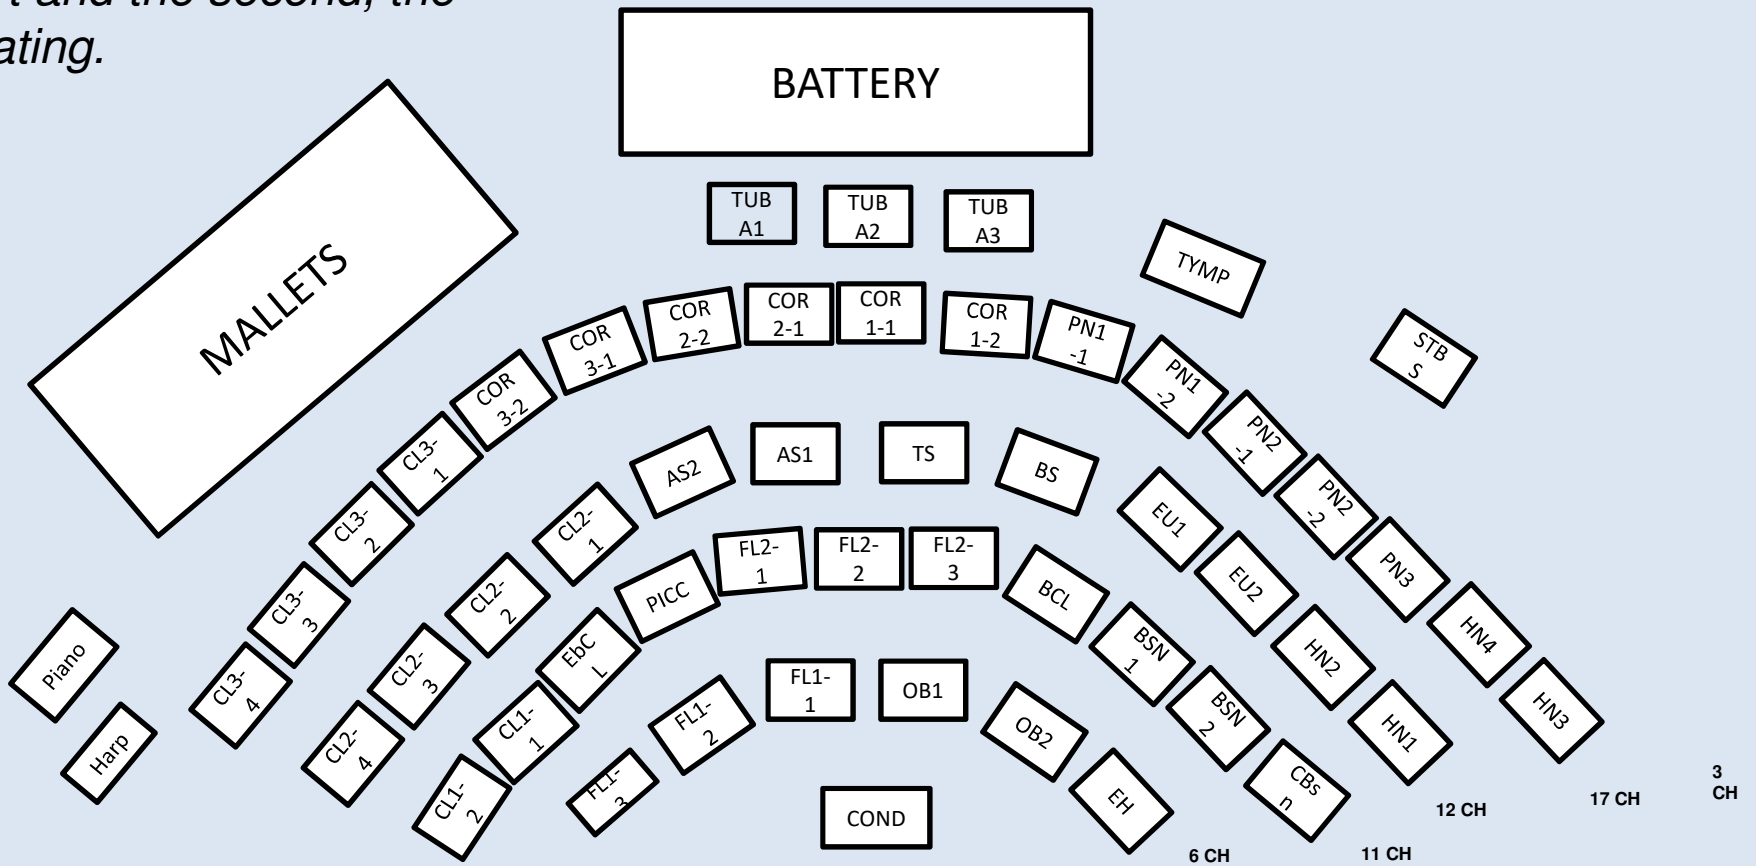 and the second, the
ating.
BATTERY
MALLETS
TUB
A1
TUB
A2
TUB
A3
TYMP
STB
S
CL3-
4
CL3-
3
CL3-
2
CL3-
1
COR
3-2
COR
3-1
COR
2-2
COR
2-1
COR
1-1
COR
1-2
PN1
-1
PN1
-2
PN2
-1
PN2
-2
PN3
HN4
HN3
CL2-
4
CL2-
3
CL2-
2
CL2-
1
AS2
AS1
TS
BS
EU1
EU2
HN2
HN1
CL1-
2
CL1-
1
EbC
L
PICC
FL2-
1
FL2-
2
FL2-
3
BCL
BSN
1
BSN
2
CBs
n
FL1-
3
FL1-
2
FL1-
1
OB1
OB2
EH
Piano
Harp
COND
6 CH
11 CH
12 CH
17 CH
3
CH